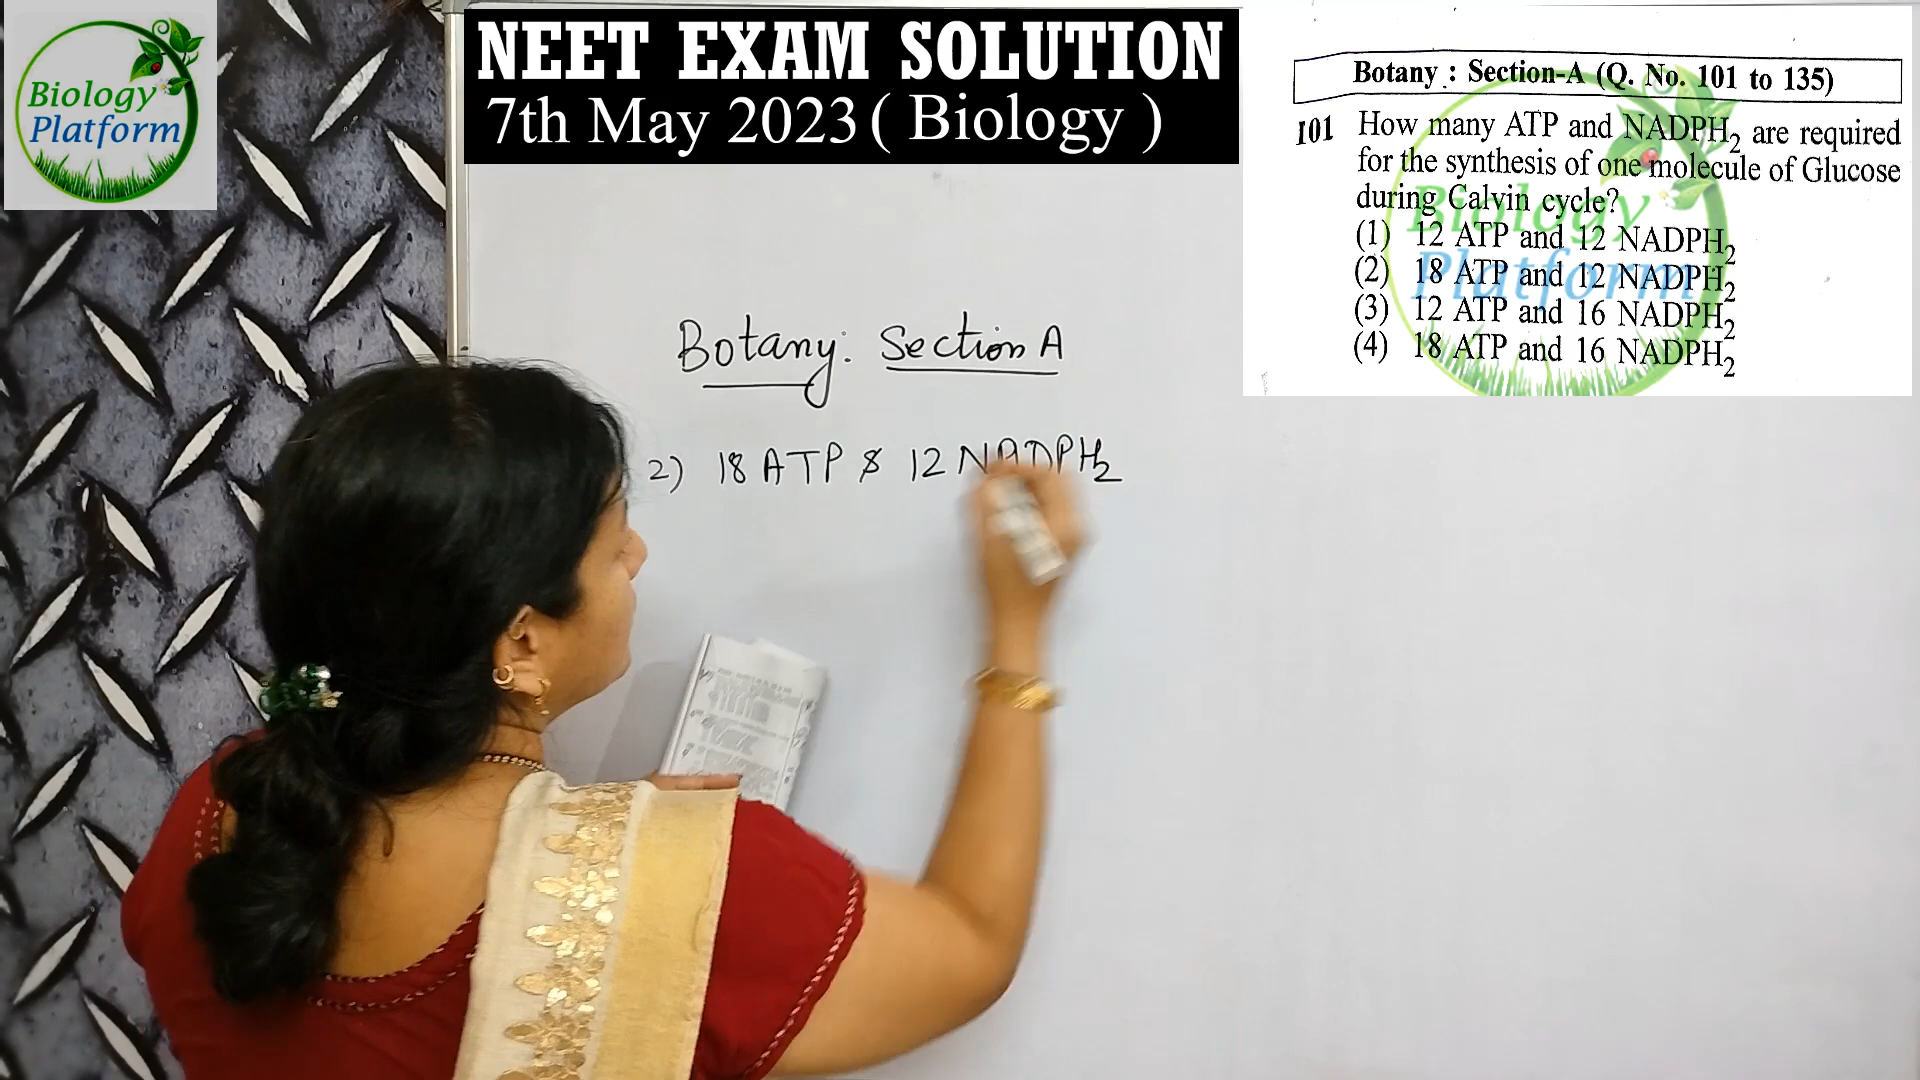 Biology
Platform
NEET EXAM SOLUTION
7th May 2023 ( Biology )
Botany : Section-A (Q. No. 101 to 135)
101 How many ATP and NADPH₂ are required
for the synthesis of one molecule of Glucose
during Calvin cycle?
(1) 12 ATP and 12 NADPH₂
(2) 18 ATP and 12 NADPH₂
(3) 12 ATP and 16 NADPH₂
(4) 18 ATP and 16 NADPH₂
Biology
Platform
Botany: Section A
2) 18 ATP & 12 NADPH₂